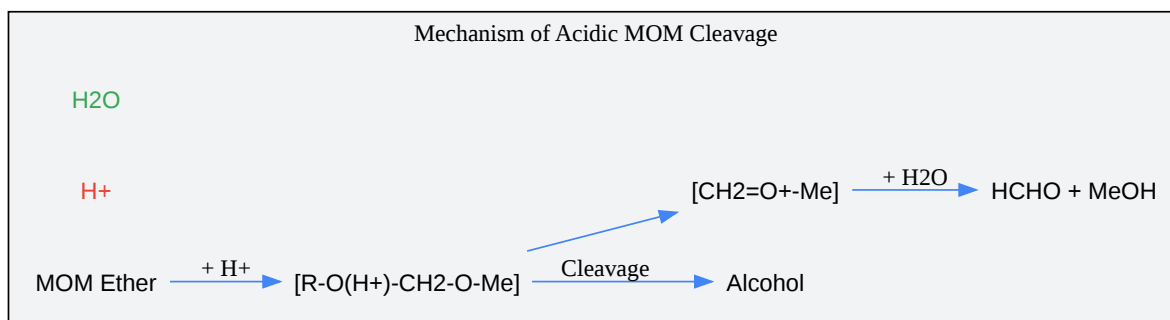 Mechanism of Acidic MOM Cleavage
H2O
H+
[CH2=O+-Me] + H2O HCHO + MeOH
MOM Ether + H+ [R-O(H+)-CH2-O-Me] Cleavage Alcohol